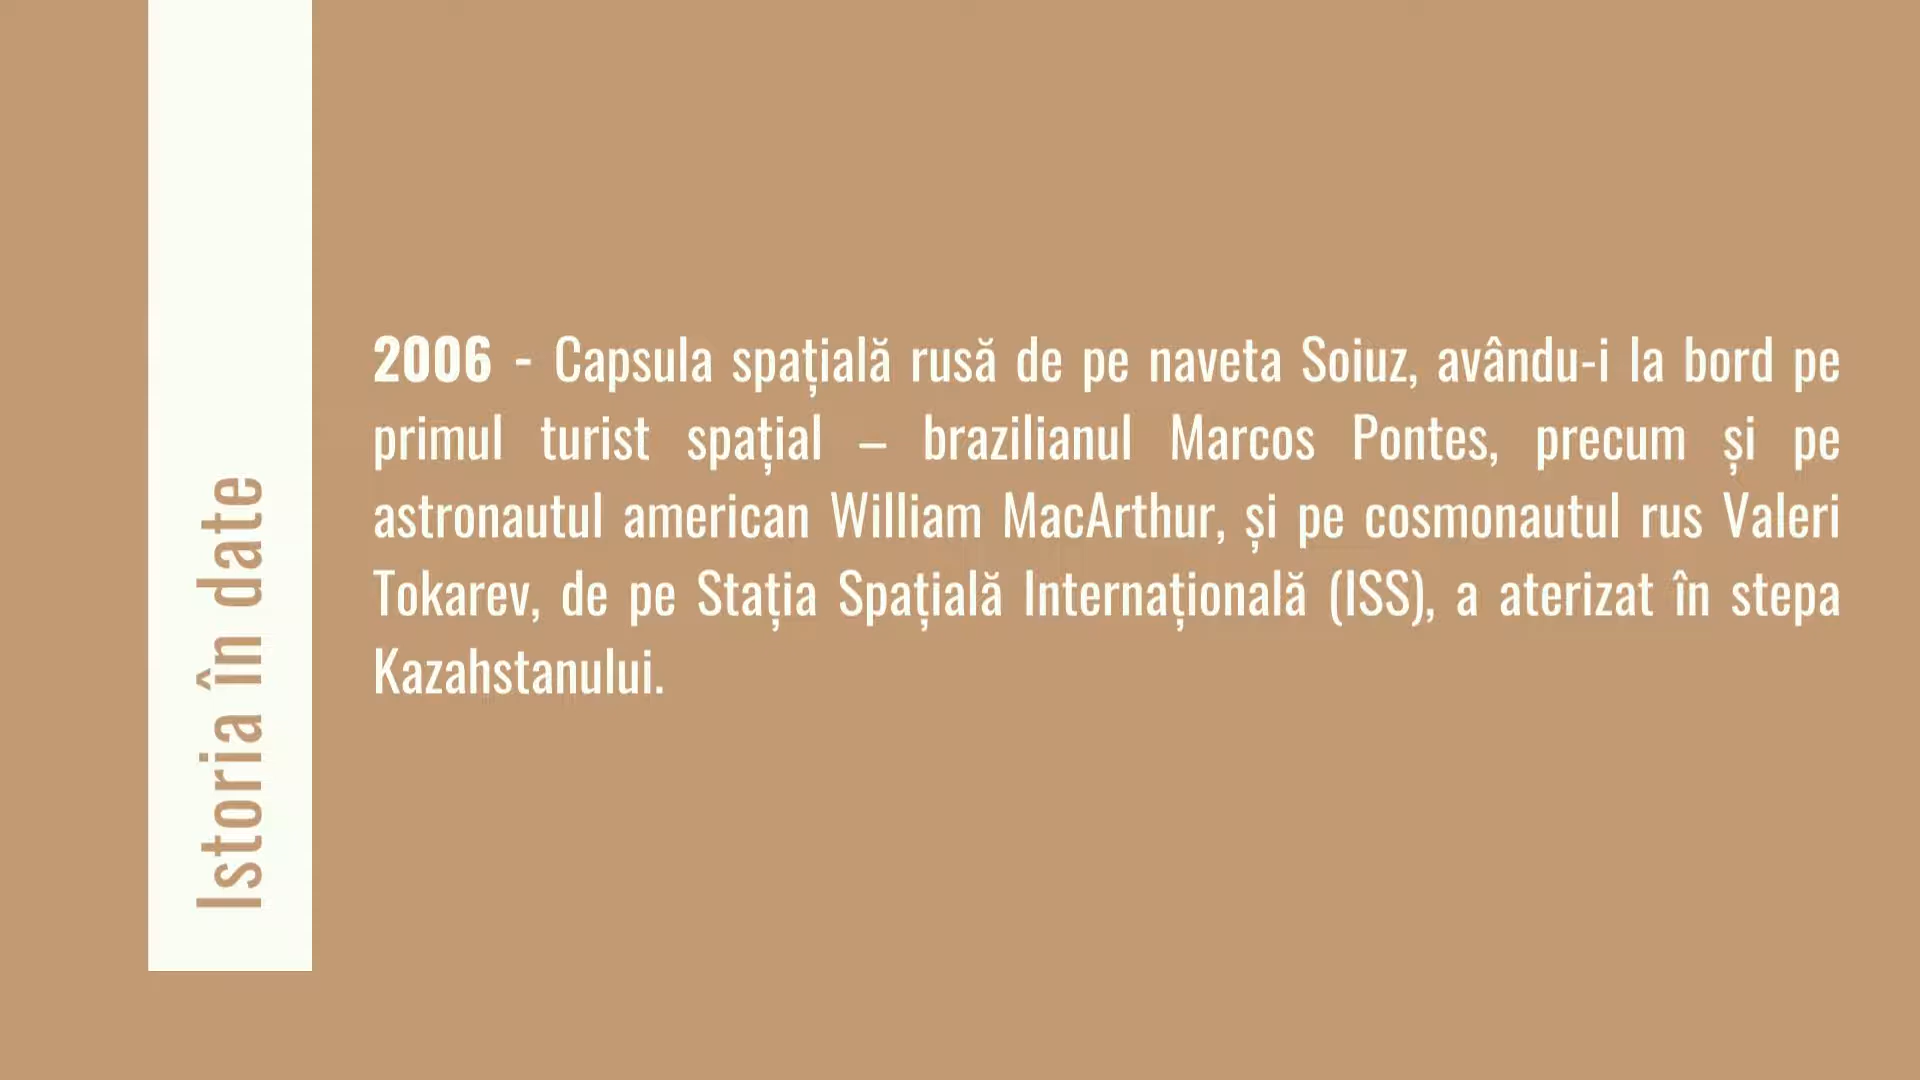 Istoria în date
2006 - Capsula spațială rusă de pe naveta Soiuz, avându-i la bord pe
primul turist spațial – brazilianul Marcos Pontes, precum și pe
astronautul american William MacArthur, și pe cosmonautul rus Valeri
Tokarev, de pe Stația Spațială Internațională (ISS), a aterizat în stepa
Kazahstanului.